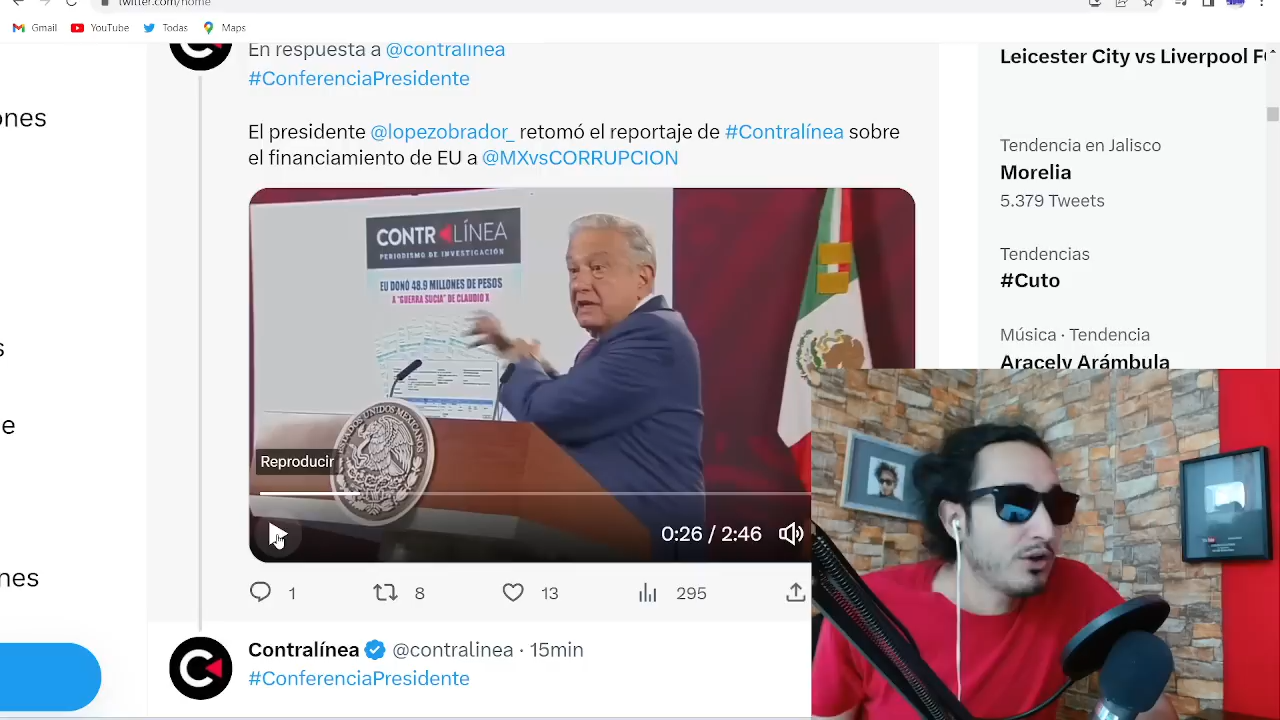 twitter.com/home
Gmail
YouTube
Todas
Maps
En respuesta a @contralinea
#ConferenciaPresidente
El presidente @lopezobrador_ retomó el reportaje de #Contralínea sobre
el financiamiento de EU a @MXvsCORRUPCION
CONTRALÍNEA
PERIODISMO DE INVESTIGACIÓN
EU DONÓ 48.9 MILLONES DE PESOS
A "GUERRA SUCIA" DE CLAUDIO X
ESTADOS UNIDOS MEXICANOS
Reproducir
0:26 / 2:46
1
8
13
295
Contralínea @contralinea · 15min
#ConferenciaPresidente
ones
s
e
nes
Leicester City vs Liverpool F
Tendencia en Jalisco
Morelia
5.379 Tweets
Tendencias
#Cuto
Música · Tendencia
Aracely Arámbula